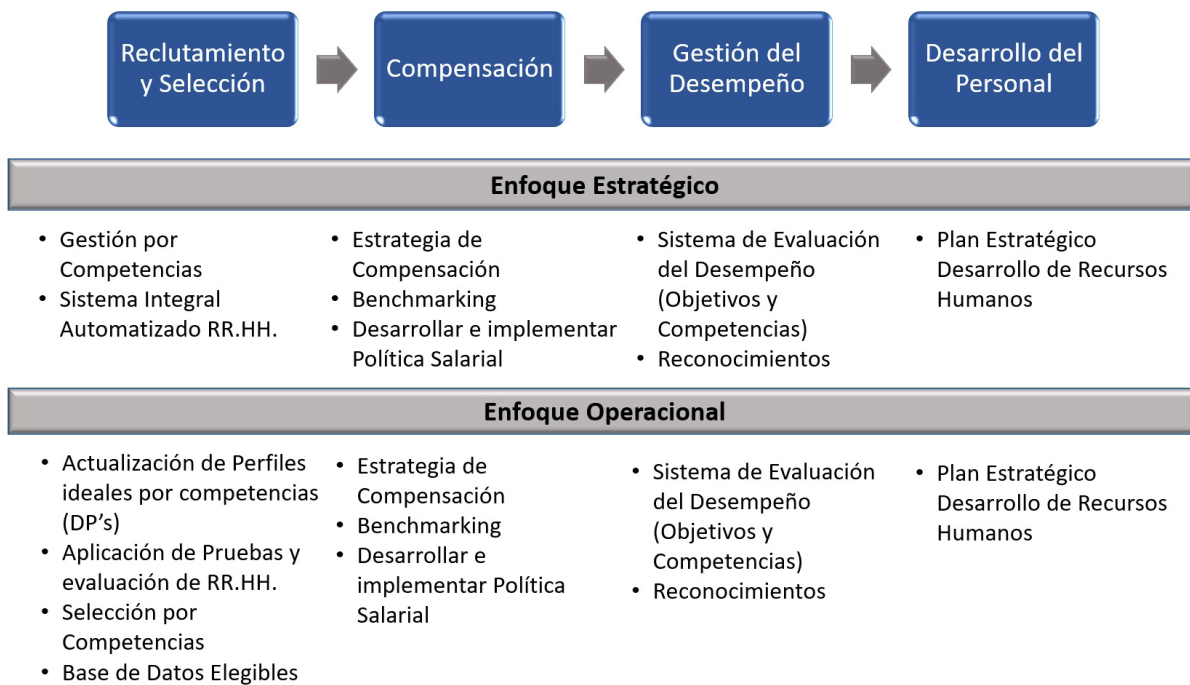 Reclutamiento
y Selección
Compensación
Gestión del
Desempeño
Desarrollo del
Personal
Enfoque Estratégico
• Gestión por
Competencias
• Sistema Integral
Automatizado RR.HH.
• Estrategia de
Compensación
• Benchmarking
• Desarrollar e implementar
Política Salarial
• Sistema de Evaluación
del Desempeño
(Objetivos y
Competencias)
• Reconocimientos
• Plan Estratégico
Desarrollo de Recursos
Humanos
Enfoque Operacional
• Actualización de Perfiles
ideales por competencias
(DP’s)
• Aplicación de Pruebas y
evaluación de RR.HH.
• Selección por
Competencias
• Base de Datos Elegibles
• Estrategia de
Compensación
• Benchmarking
• Desarrollar e
implementar Política
Salarial
• Sistema de Evaluación
del Desempeño
(Objetivos y
Competencias)
• Reconocimientos
• Plan Estratégico
Desarrollo de Recursos
Humanos